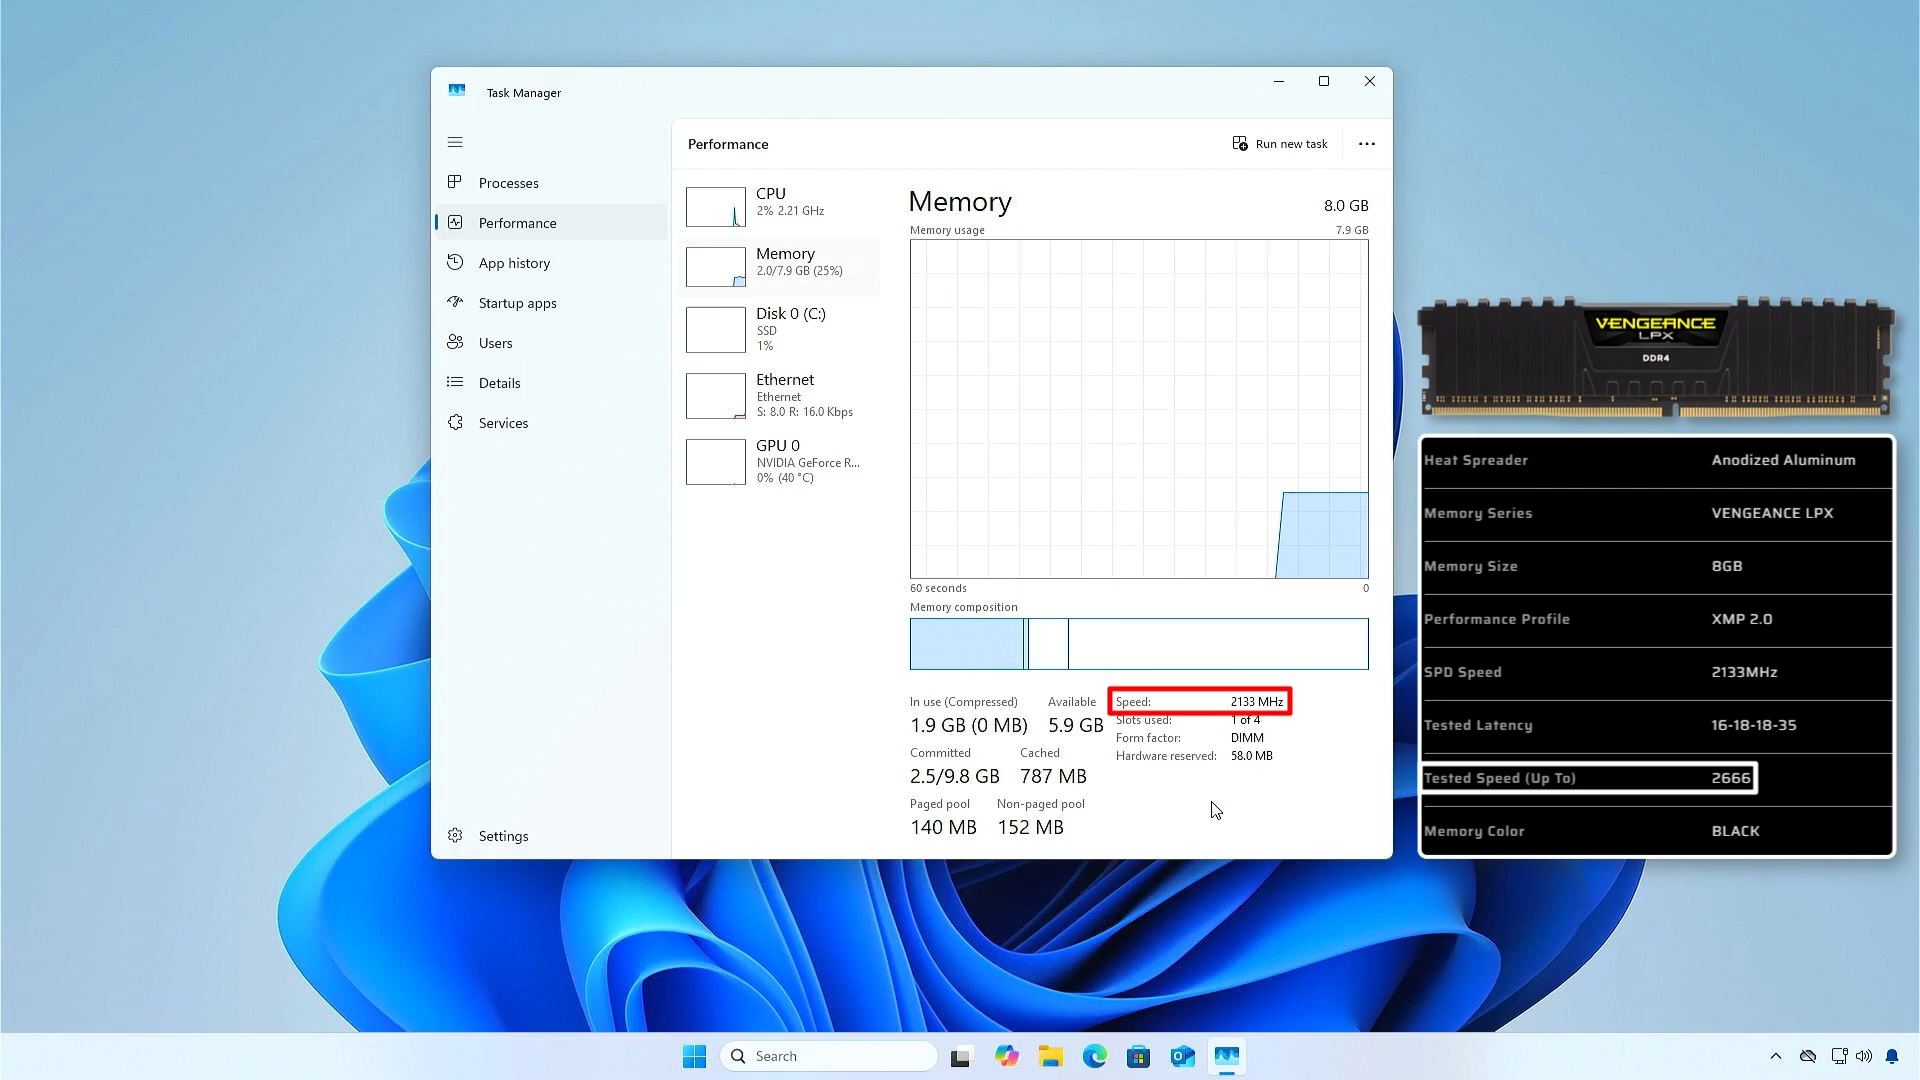 Task Manager
Performance
Run new task
Processes
Performance
App history
Startup apps
Users
Details
Services
Settings
CPU
2% 2.21 GHz
Memory
2.0/7.9 GB (25%)
Disk 0 (C:)
SSD
1%
Ethernet
Ethernet
S: 8.0 R: 16.0 Kbps
GPU 0
NVIDIA GeForce R...
0% (40 °C)
Memory 8.0 GB
Memory usage 7.9 GB
60 seconds 0
Memory composition
In use (Compressed) Available
1.9 GB (0 MB) 5.9 GB
Committed Cached
2.5/9.8 GB 787 MB
Paged pool Non-paged pool
140 MB 152 MB
Speed: 2133 MHz
Slots used: 1 of 4
Form factor: DIMM
Hardware reserved: 58.0 MB
VENGEANCE
LPX
DDR4
Heat Spreader Anodized Aluminum
Memory Series VENGEANCE LPX
Memory Size 8GB
Performance Profile XMP 2.0
SPD Speed 2133MHz
Tested Latency 16-18-18-35
Tested Speed (Up To) 2666
Memory Color BLACK
Search